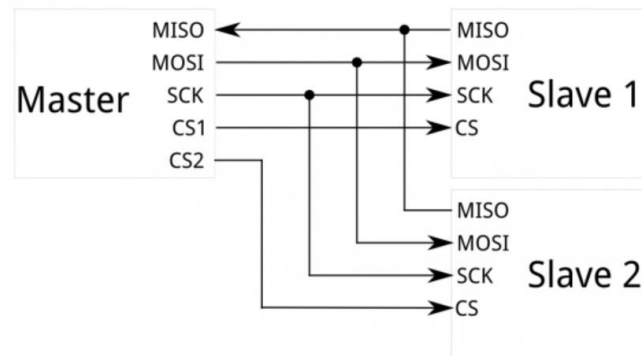 Master
MISO
MOSI
SCK
CS1
CS2
MISO
MOSI
SCK
CS
Slave 1
MISO
MOSI
SCK
CS
Slave 2